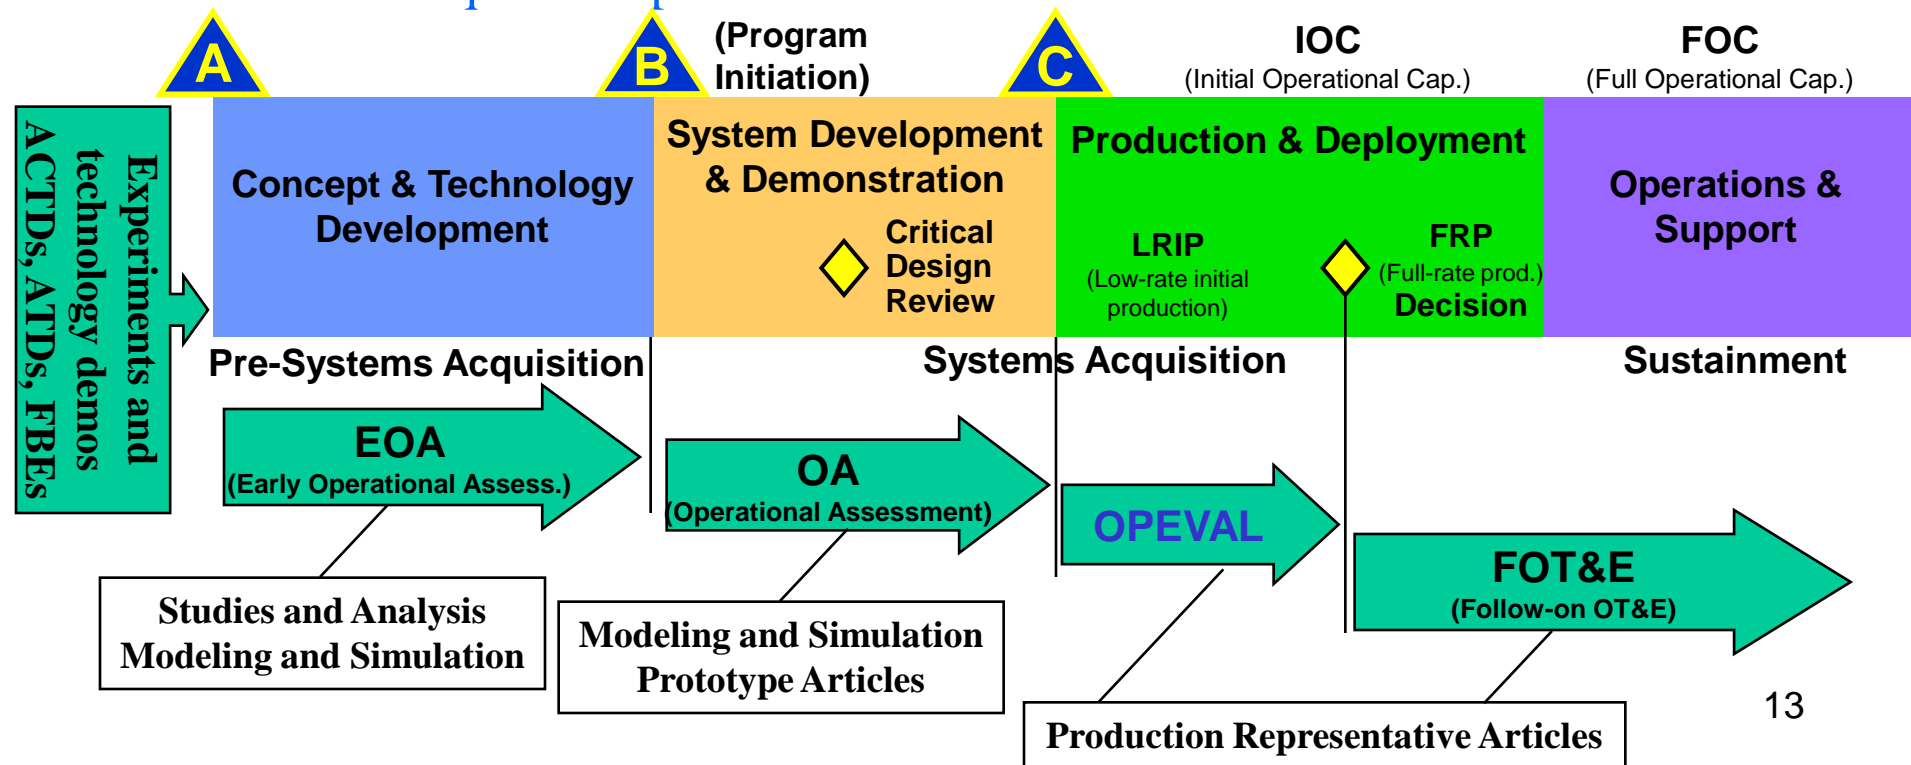 A
B
(Program
Initiation)
C
IOC
(Initial Operational Cap.)
FOC
(Full Operational Cap.)
Experiments and
technology demos
ACTDs, ATDs, FBEs
Concept & Technology
Development
System Development
& Demonstration
Critical
Design
Review
Production & Deployment
LRIP
(Low-rate initial
production)
FRP
(Full-rate prod.)
Decision
Operations &
Support
Pre-Systems Acquisition
Systems Acquisition
Sustainment
EOA
(Early Operational Assess.)
OA
(Operational Assessment)
OPEVAL
FOT&E
(Follow-on OT&E)
Studies and Analysis
Modeling and Simulation
Modeling and Simulation
Prototype Articles
Production Representative Articles
13